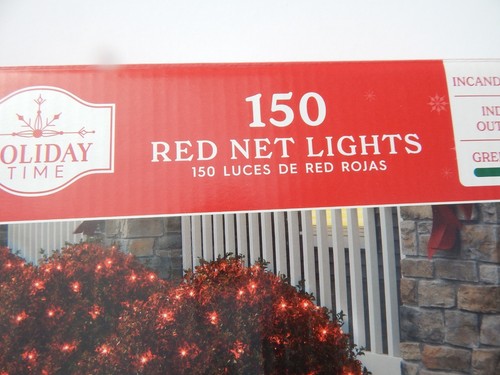 OLIDAY
TIME
150
RED NET LIGHTS
150 LUCES DE RED ROJAS
INCAND
IND
OUT
GRE